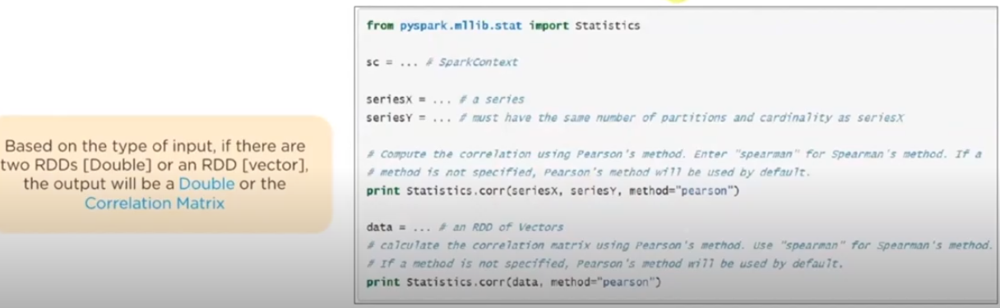 Based on the type of input, if there are
two RDDs [Double] or an RDD [vector],
the output will be a Double or the
Correlation Matrix
from pyspark.mllib.stat import Statistics
sc = ... # SparkContext
seriesX = ... # a series
seriesY = ... # must have the same number of partitions and cardinality as seriesX
# Compute the correlation using Pearson's method. Enter "spearman" for Spearman's method. If a
# method is not specified, Pearson's method will be used by default.
print Statistics.corr(seriesX, seriesY, method="pearson")
data = ... # an RDD of Vectors
# calculate the correlation matrix using Pearson's method. Use "spearman" for Spearman's method.
# If a method is not specified, Pearson's method will be used by default.
print Statistics.corr(data, method="pearson")